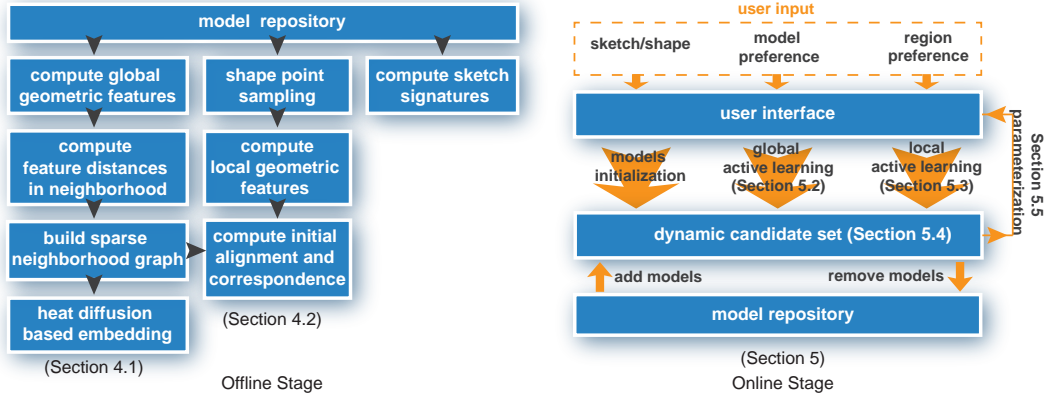 model repository
compute global
geometric features
compute
feature distances
in neighborhood
build sparse
neighborhood graph
heat diffusion
based embedding
(Section 4.1)
shape point
sampling
compute
local geometric
features
compute initial
alignment and
correspondence
(Section 4.2)
compute sketch
signatures
Offline Stage
user input
sketch/shape
model
preference
region
preference
user interface
models
initialization
global
active learning
(Section 5.2)
local
active learning
(Section 5.3)
parameterization
Section 5.5
dynamic candidate set (Section 5.4)
add models
remove models
model repository
(Section 5)
Online Stage